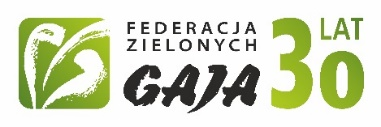 FEDERACJA
ZIELONYCH
GAJA
30 LAT